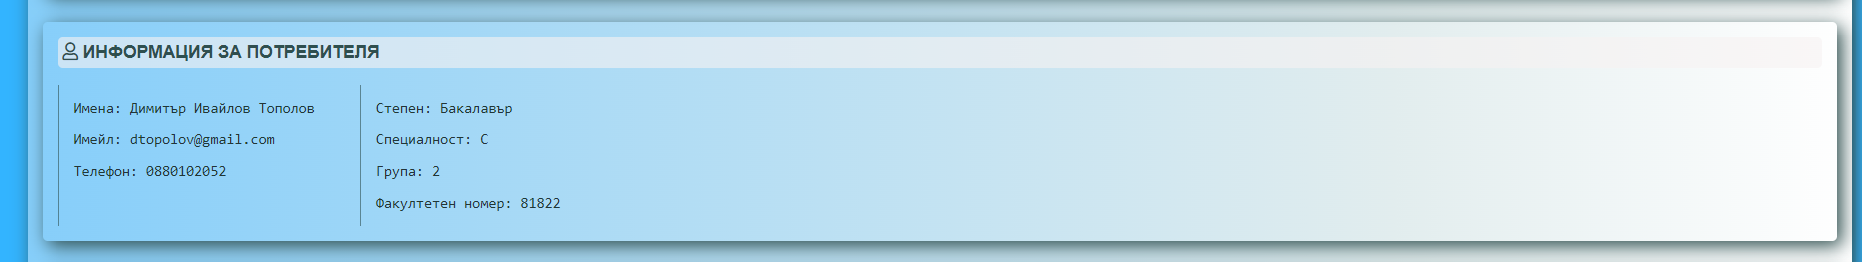 ИНФОРМАЦИЯ ЗА ПОТРЕБИТЕЛЯ
Имена: Димитър Ивайлов Тополов
Имейл: dtopolov@gmail.com
Телефон: 0880102052
Степен: Бакалавър
Специалност: С
Група: 2
Факултетен номер: 81822